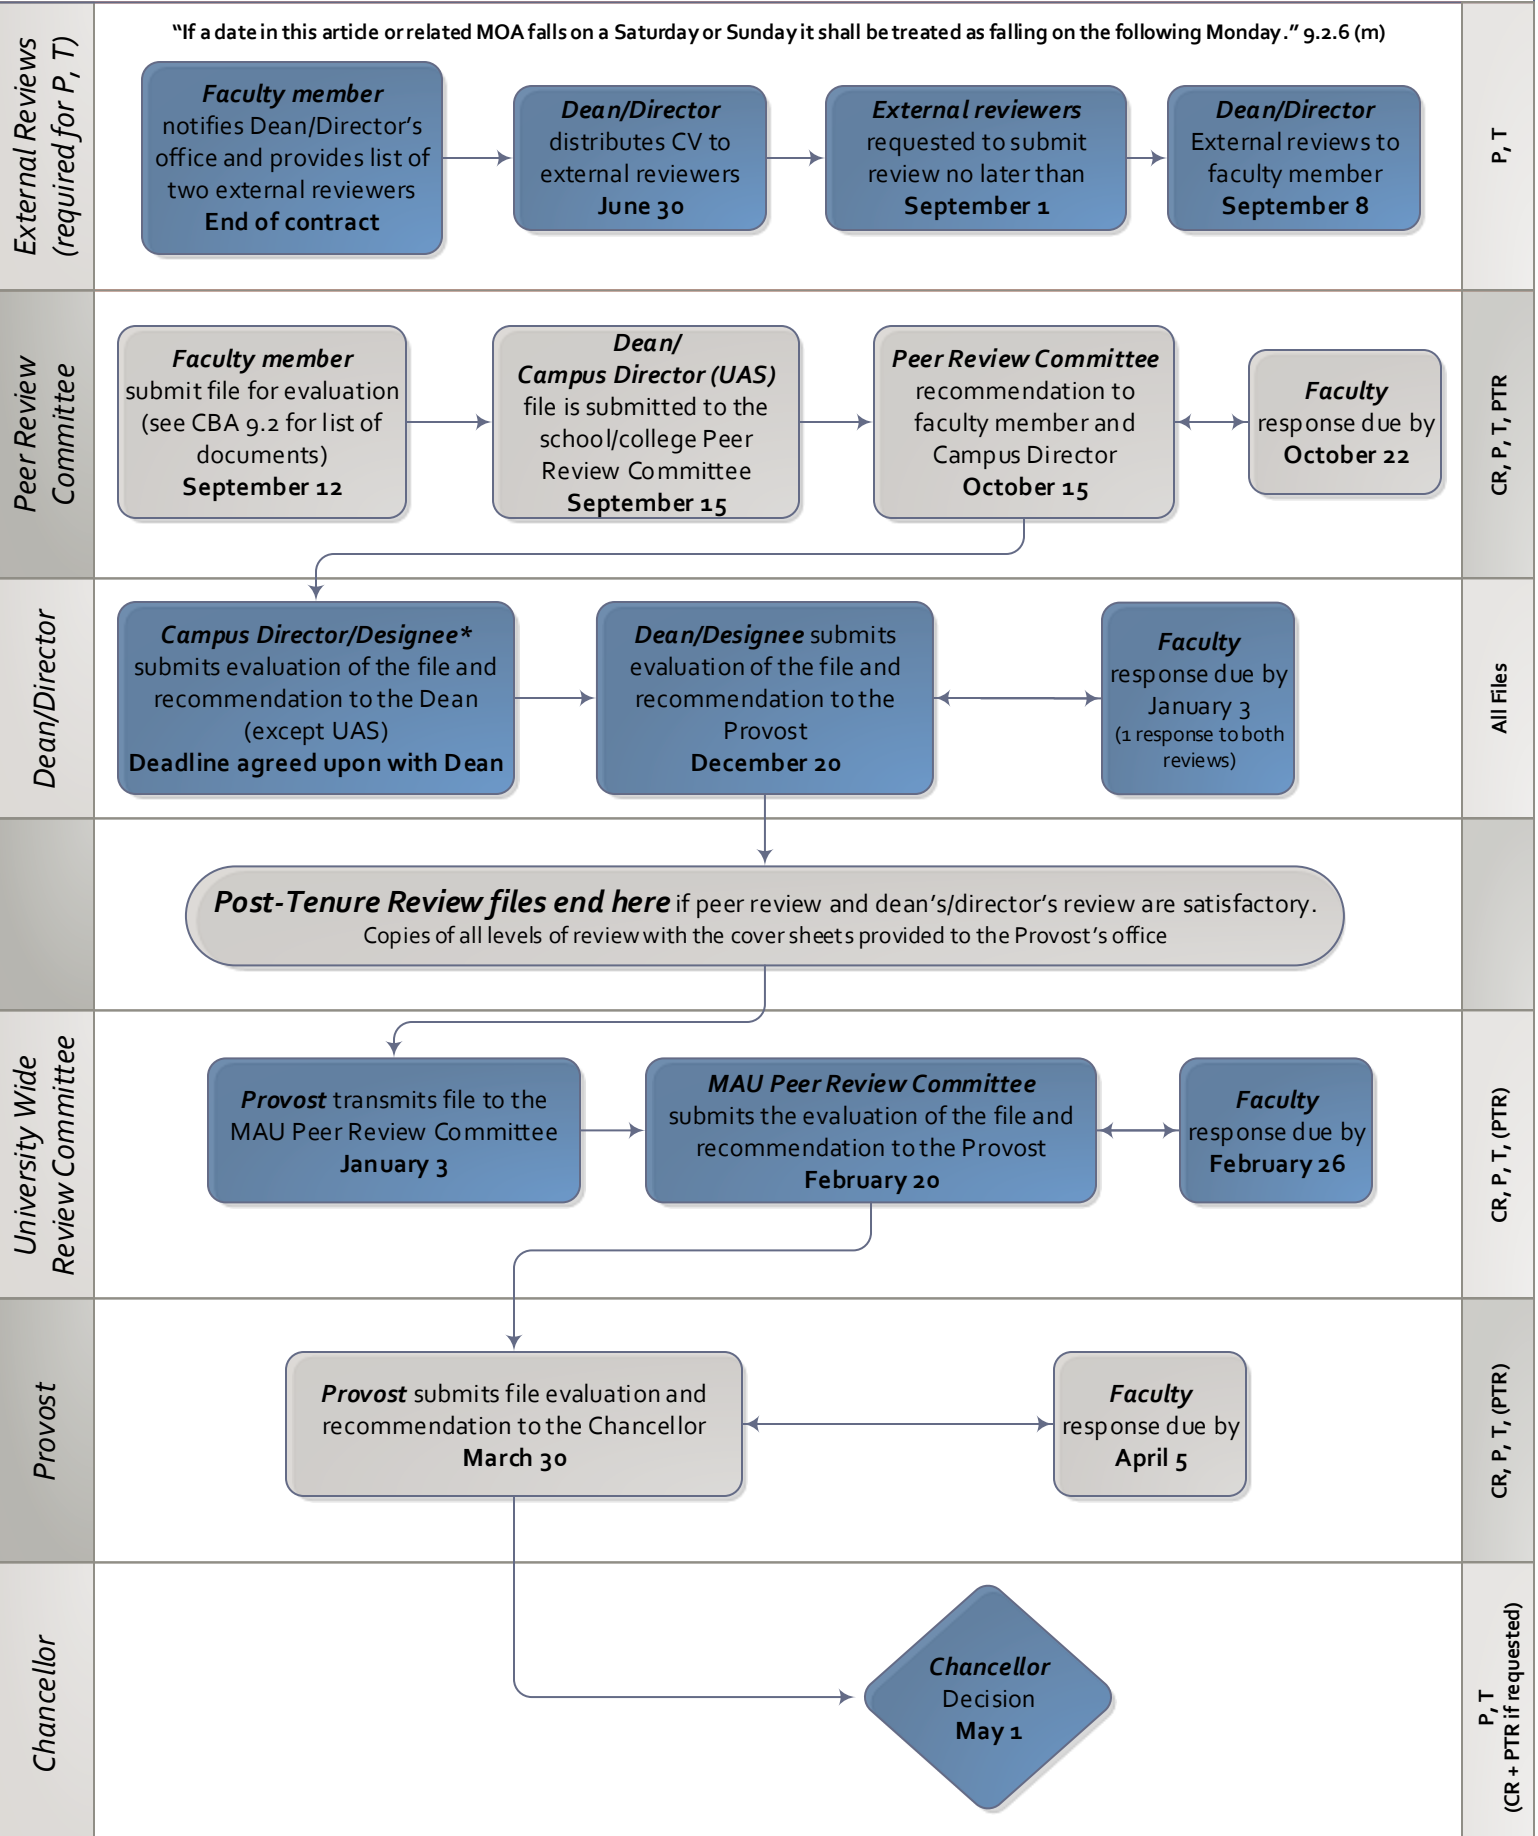 External Reviews
(required for P, T)
“If a date in this article or related MOA falls on a Saturday or Sunday it shall be treated as falling on the following Monday.” 9.2.6 (m)
Faculty member
notifies Dean/Director’s
office and provides list of
two external reviewers
End of contract
Dean/Director
distributes CV to
external reviewers
June 30
External reviewers
requested to submit
review no later than
September 1
Dean/Director
External reviews to
faculty member
September 8
P, T
Peer Review
Committee
Faculty member
submit file for evaluation
(see CBA 9.2 for list of
documents)
September 12
Dean/
Campus Director (UAS)
file is submitted to the
school/college Peer
Review Committee
September 15
Peer Review Committee
recommendation to
faculty member and
Campus Director
October 15
Faculty
response due by
October 22
CR, P, T, PTR
Dean/Director
Campus Director/Designee*
submits evaluation of the file and
recommendation to the Dean
(except UAS)
Deadline agreed upon with Dean
Dean/Designee submits
evaluation of the file and
recommendation to the
Provost
December 20
Faculty
response due by
January 3
(1 response to both
reviews)
All Files
Post-Tenure Review files end here if peer review and dean’s/director’s review are satisfactory.
Copies of all levels of review with the cover sheets provided to the Provost’s office
University Wide
Review Committee
Provost transmits file to the
MAU Peer Review Committee
January 3
MAU Peer Review Committee
submits the evaluation of the file and
recommendation to the Provost
February 20
Faculty
response due by
February 26
CR, P, T, (PTR)
Provost
Provost submits file evaluation and
recommendation to the Chancellor
March 30
Faculty
response due by
April 5
CR, P, T, (PTR)
Chancellor
Chancellor
Decision
May 1
P, T
(CR + PTR if requested)